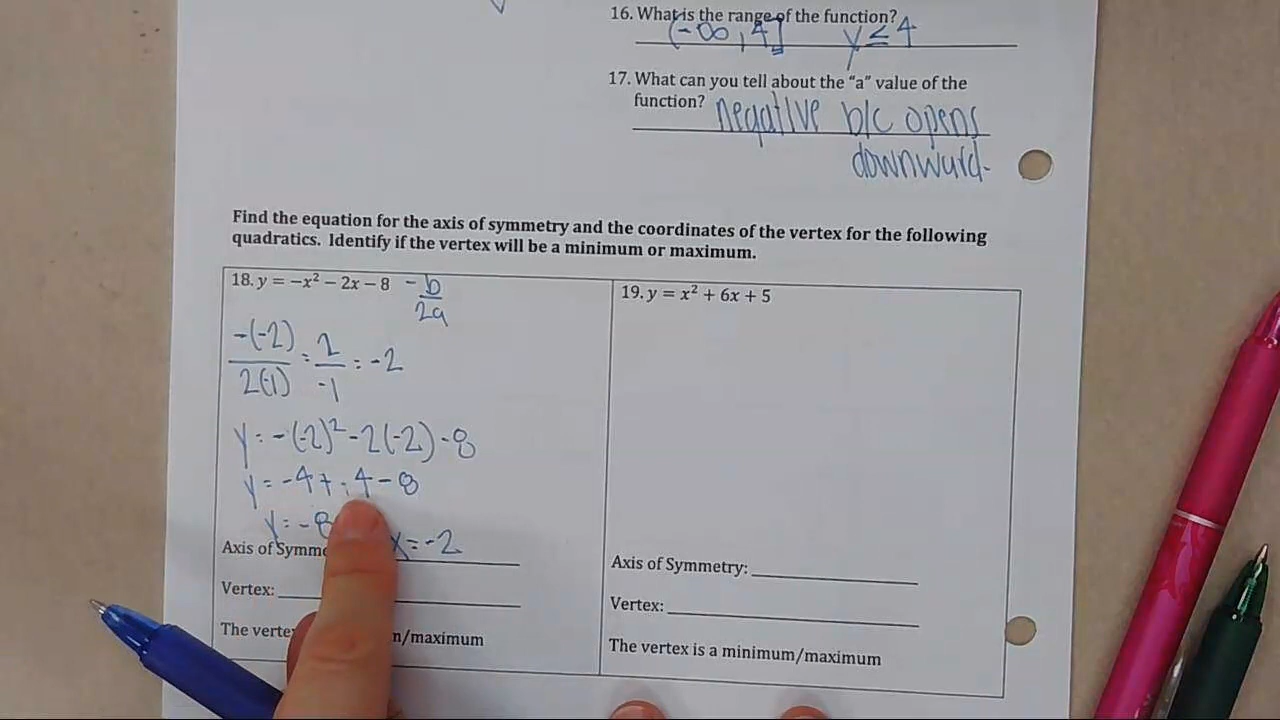 16. What is the range of the function?
(-∞, 4] y ≤ 4
17. What can you tell about the “a” value of the
function? negative b/c opens
downward.
Find the equation for the axis of symmetry and the coordinates of the vertex for the following
quadratics. Identify if the vertex will be a minimum or maximum.
18. y = −x² − 2x − 8 -b/2a
-(-2)/2(-1) = 2/-1 = -2
y = -(-2)² - 2(-2) - 8
y = -4 + 4 - 8
y = -8
Axis of x = -2
Vertex:
The /maximum
19. y = x² + 6x + 5
Axis of Symmetry:
Vertex:
The vertex is a minimum/maximum